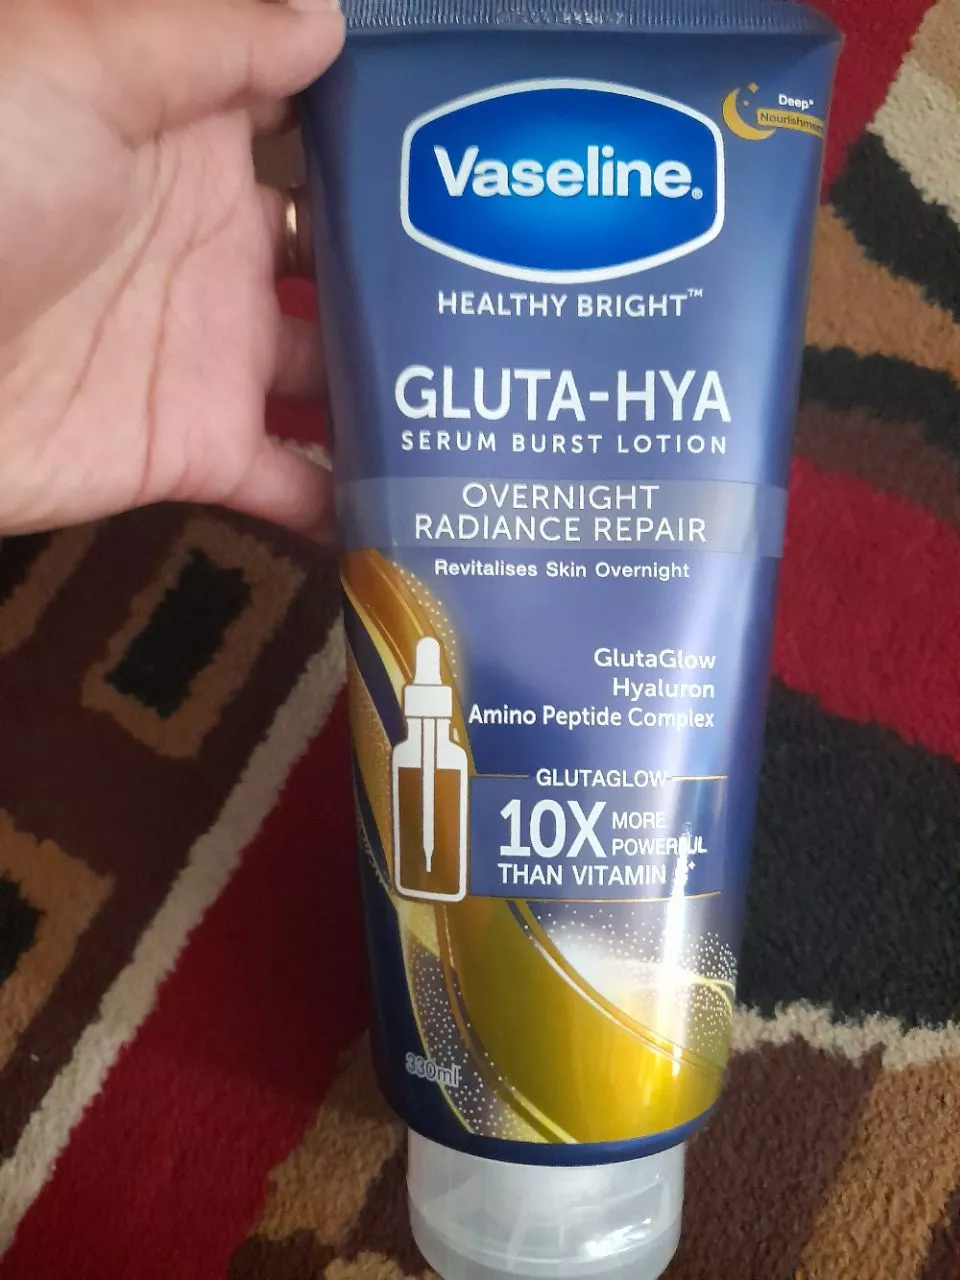 Deep*
Vaseline®
HEALTHY BRIGHT™
GLUTA-HYA
SERUM BURST LOTION
OVERNIGHT
RADIANCE REPAIR
Revitalises Skin Overnight
GlutaGlow
Hyaluron
Amino Peptide Complex
GLUTAGLOW
10X MORE
POWERFUL
THAN VITAMIN
330ml